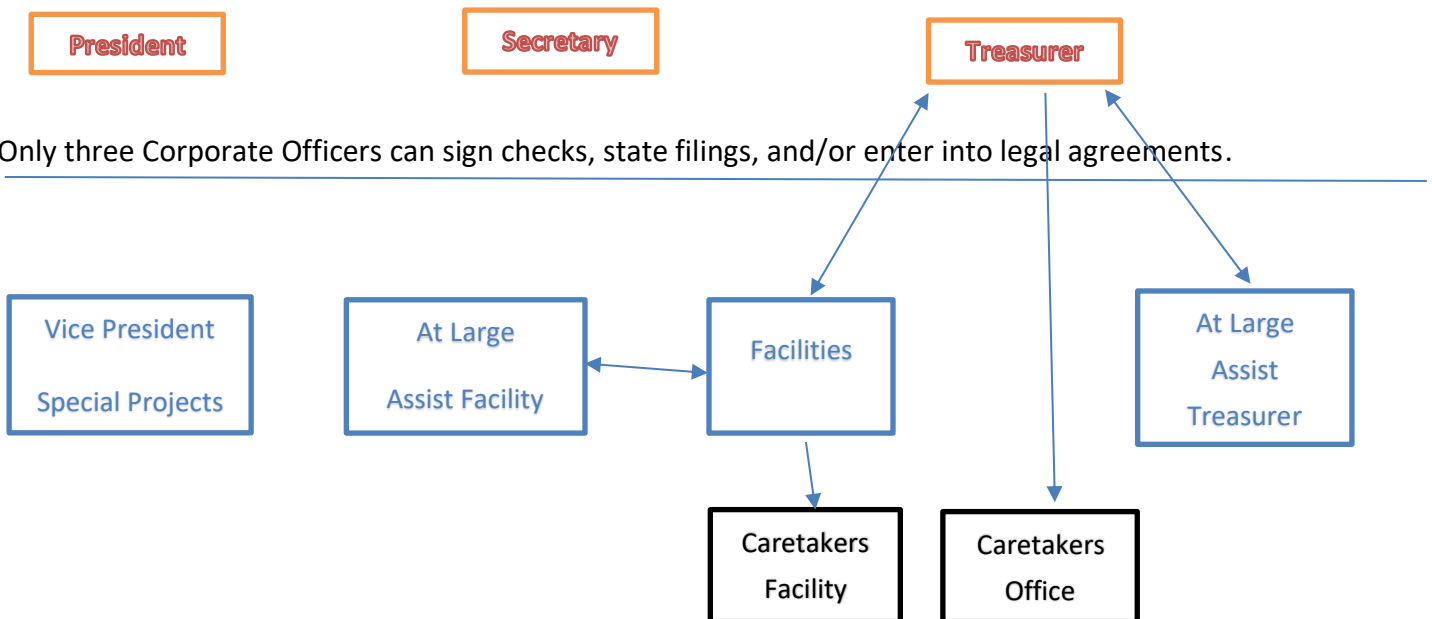 President
Secretary
Treasurer
Only three Corporate Officers can sign checks, state filings, and/or enter into legal agreements.
Vice President
Special Projects
At Large
Assist Facility
Facilities
At Large
Assist
Treasurer
Caretakers
Facility
Caretakers
Office